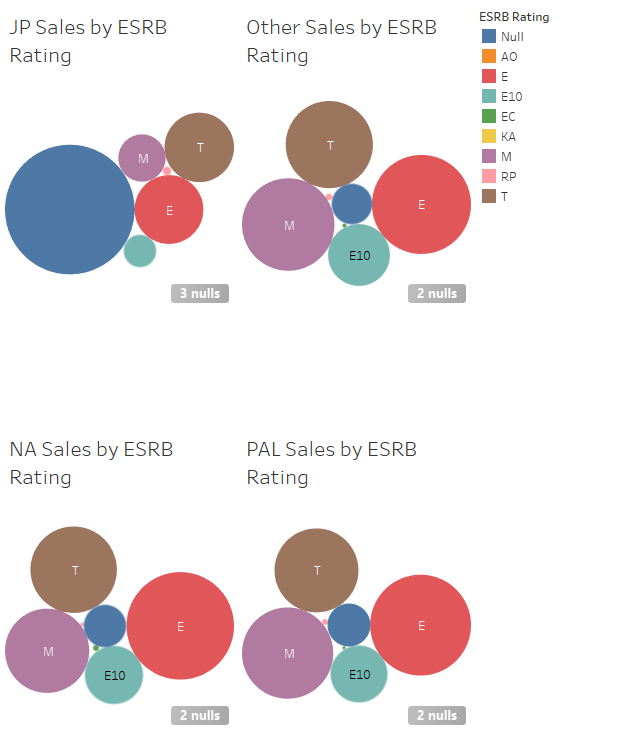 JP Sales by ESRB
Rating
M
T
E
3 nulls
Other Sales by ESRB
Rating
T
E
M
E10
2 nulls
ESRB Rating
Null
AO
E
E10
EC
KA
M
RP
T
NA Sales by ESRB
Rating
T
E
M
E10
2 nulls
PAL Sales by ESRB
Rating
T
E
M
E10
2 nulls